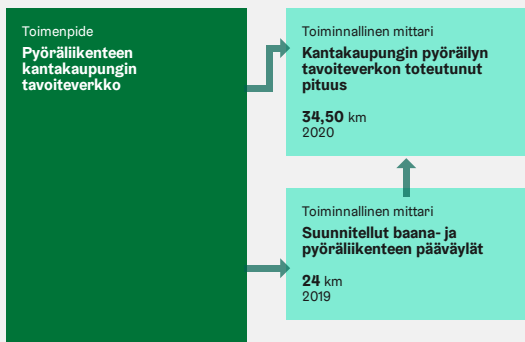 Toimenpide
Pyöräliikenteen
kantakaupungin
tavoiteverkko
Toiminnallinen mittari
Kantakaupungin pyöräilyn
tavoiteverkon toteutunut
pituus
34,50 km
2020
Toiminnallinen mittari
Suunnitellut baana- ja
pyöräliikenteen pääväylät
24 km
2019